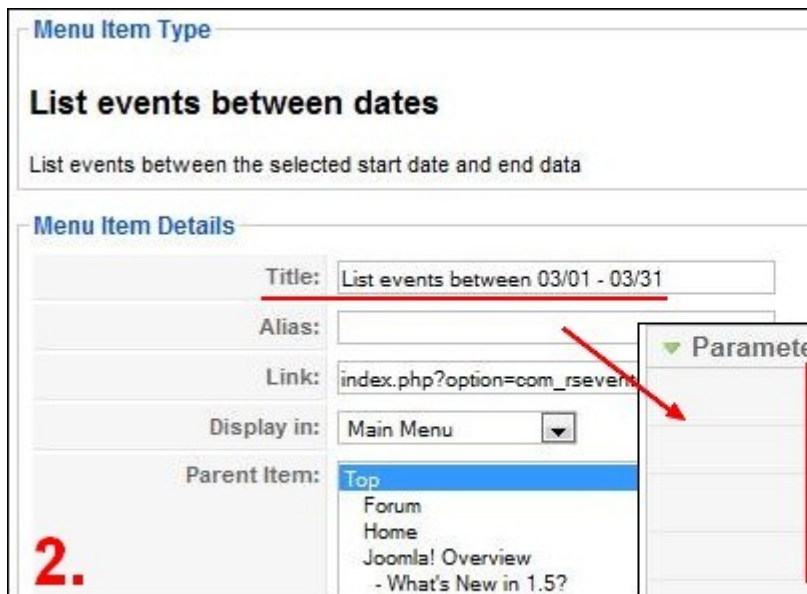 Menu Item Type
List events between dates
List events between the selected start date and end data
Menu Item Details
Title: List events between 03/01 - 03/31
Alias:
Link: index.php?option=com_rsevent
Display in: Main Menu
Parent Item: Top
Forum
Home
Joomla! Overview
- What's New in 1.5?
Paramete
2.